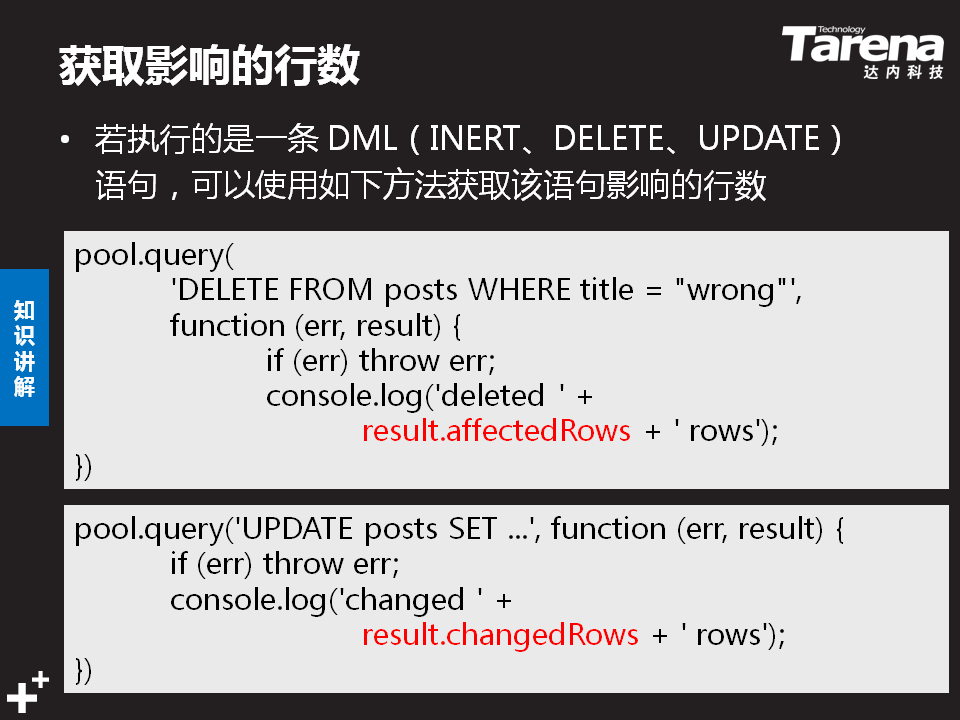 获取影响的行数
Technology
Tarena
达内科技
• 若执行的是一条 DML（INERT、DELETE、UPDATE）
语句，可以使用如下方法获取该语句影响的行数
知识讲解
pool.query(
'DELETE FROM posts WHERE title = "wrong"',
function (err, result) {
if (err) throw err;
console.log('deleted ' +
result.affectedRows + ' rows');
})
pool.query('UPDATE posts SET ...', function (err, result) {
if (err) throw err;
console.log('changed ' +
result.changedRows + ' rows');
})